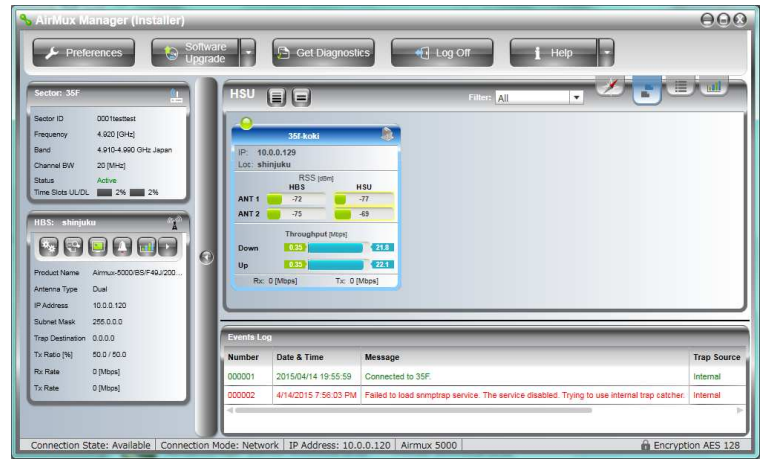 AirMux Manager (Installer)
Preferences
Software Upgrade
Get Diagnostics
Log Off
Help
Sector: 35F
Sector ID 0001testtest
Frequency 4.920 [GHz]
Band 4.910-4.990 GHz Japan
Channel BW 20 [MHz]
Status Active
Time Slots UL/DL 2% 2%
HBS: shinjuku
Product Name Airmux-5000/BS/F49J/200...
Antenna Type Dual
IP Address 10.0.0.120
Subnet Mask 255.0.0.0
Trap Destination 0.0.0.0
Tx Ratio [%] 50.0 / 50.0
Rx Rate 0 [Mbps]
Tx Rate 0 [Mbps]
HSU
Filter: All
35f-koki
IP: 10.0.0.129
Loc: shinjuku
RSS [dBm]
HBS HSU
ANT 1 -72 -77
ANT 2 -75 -69
Throughput [Mbps]
Down 0.35 21.8
Up 0.35 22.1
Rx: 0 [Mbps] Tx: 0 [Mbps]
Events Log
Number Date & Time Message Trap Source
000001 2015/04/14 19:55:59 Connected to 35F. Internal
000002 4/14/2015 7:56:03 PM Failed to load snmptrap service. The service disabled. Trying to use internal trap catcher. Internal
Connection State: Available Connection Mode: Network IP Address: 10.0.0.120 Airmux 5000 Encryption AES 128